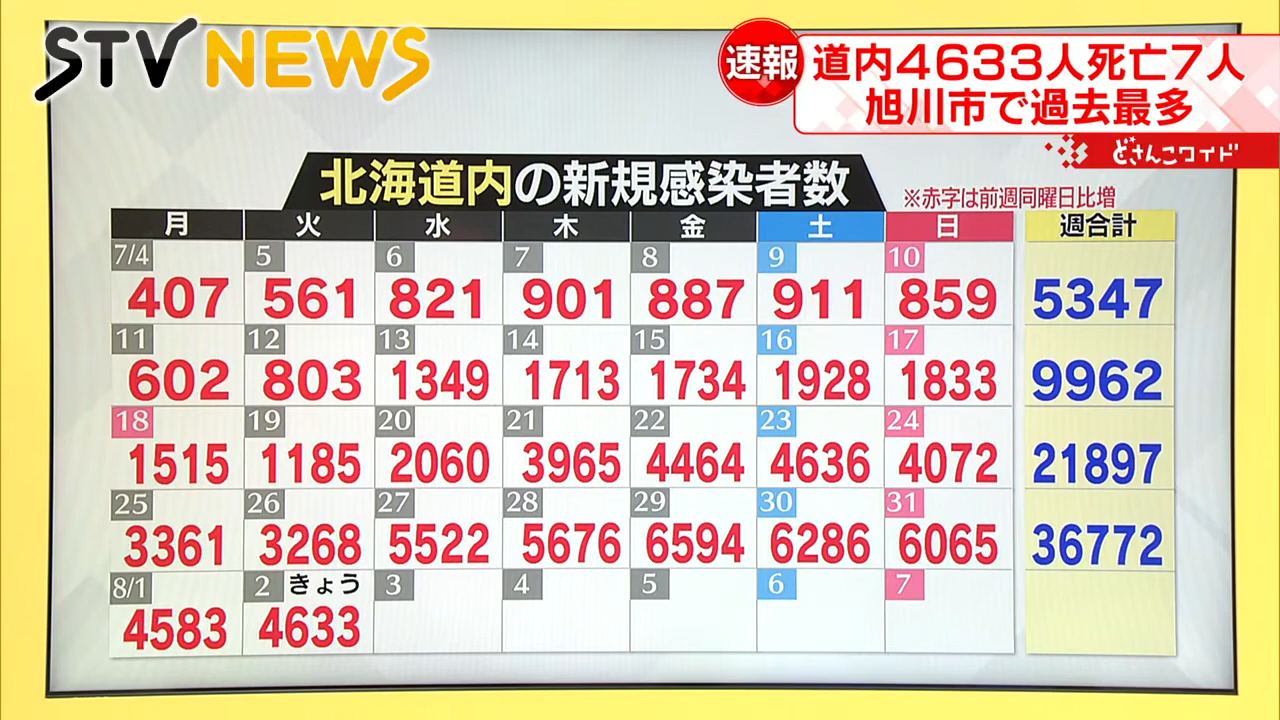 STV NEWS
速報
道内4633人死亡7人
旭川市で過去最多
どさんこワイド
北海道内の新規感染者数
※赤字は前週同曜日比増
月 火 水 木 金 土 日 週合計
7/4 5 6 7 8 9 10
407 561 821 901 887 911 859 5347
11 12 13 14 15 16 17
602 803 1349 1713 1734 1928 1833 9962
18 19 20 21 22 23 24
1515 1185 2060 3965 4464 4636 4072 21897
25 26 27 28 29 30 31
3361 3268 5522 5676 6594 6286 6065 36772
8/1 2 きょう 3 4 5 6 7
4583 4633